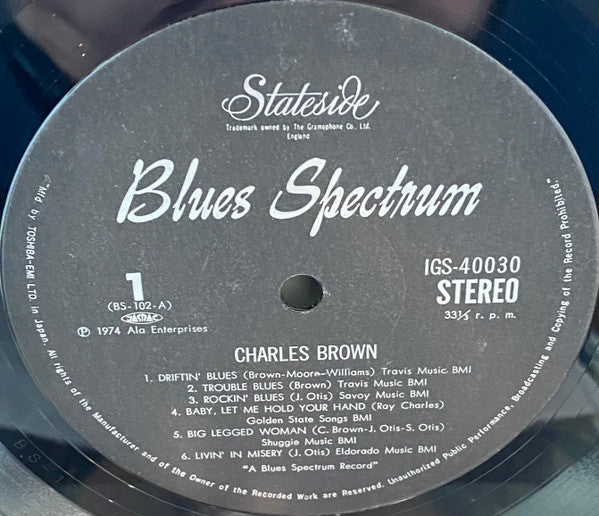 Stateside
Trademark owned by The Gramophone Co. Ltd.
England
Blues Spectrum
1
(BS-102-A)
JASRAC
Ⓟ 1974 Ala Enterprises
IGS-40030
STEREO
33⅓ r. p. m.
CHARLES BROWN
1. DRIFTIN' BLUES (Brown-Moore-Williams) Travis Music BMI
2. TROUBLE BLUES (Brown) Travis Music BMI
3. ROCKIN' BLUES (J. Otis) Savoy Music BMI
4. BABY, LET ME HOLD YOUR HAND (Ray Charles)
Golden State Songs BMI
5. BIG LEGGED WOMAN (C. Brown-J. Otis-S. Otis)
Shuggie Music BMI
6. LIVIN' IN MISERY (J. Otis) Eldorado Music BMI
"A Blues Spectrum Record"
"Mfd by TOSHIBA-EMI LTD. in Japan. All rights of the Manufacturer and of the Owner of the Recorded Work are Reserved. Unauthorized Public Performance, Broadcasting and Copying of the Record Prohibited."